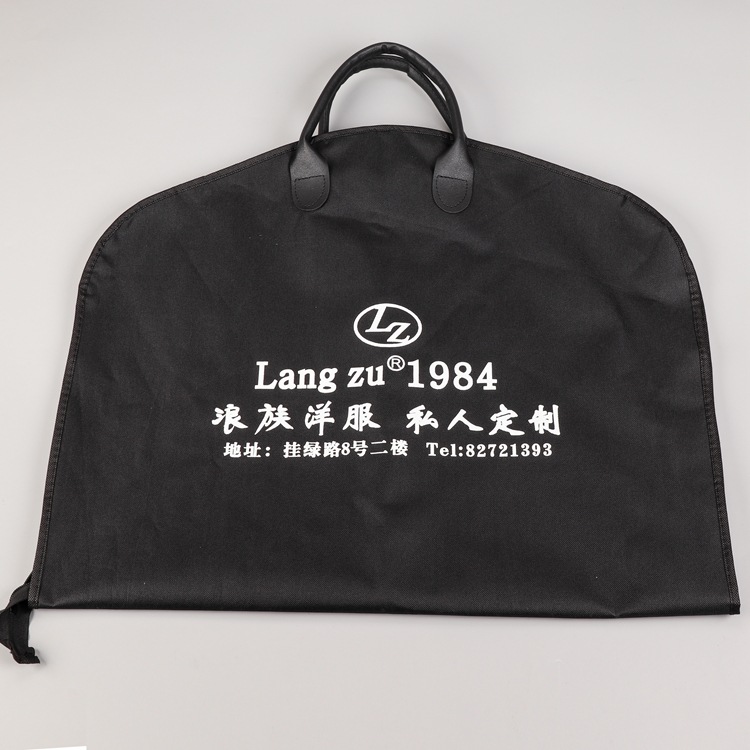 LZ
Lang zu® 1984
浪族洋服 私人定制
地址：挂绿路8号二楼 Tel:82721393